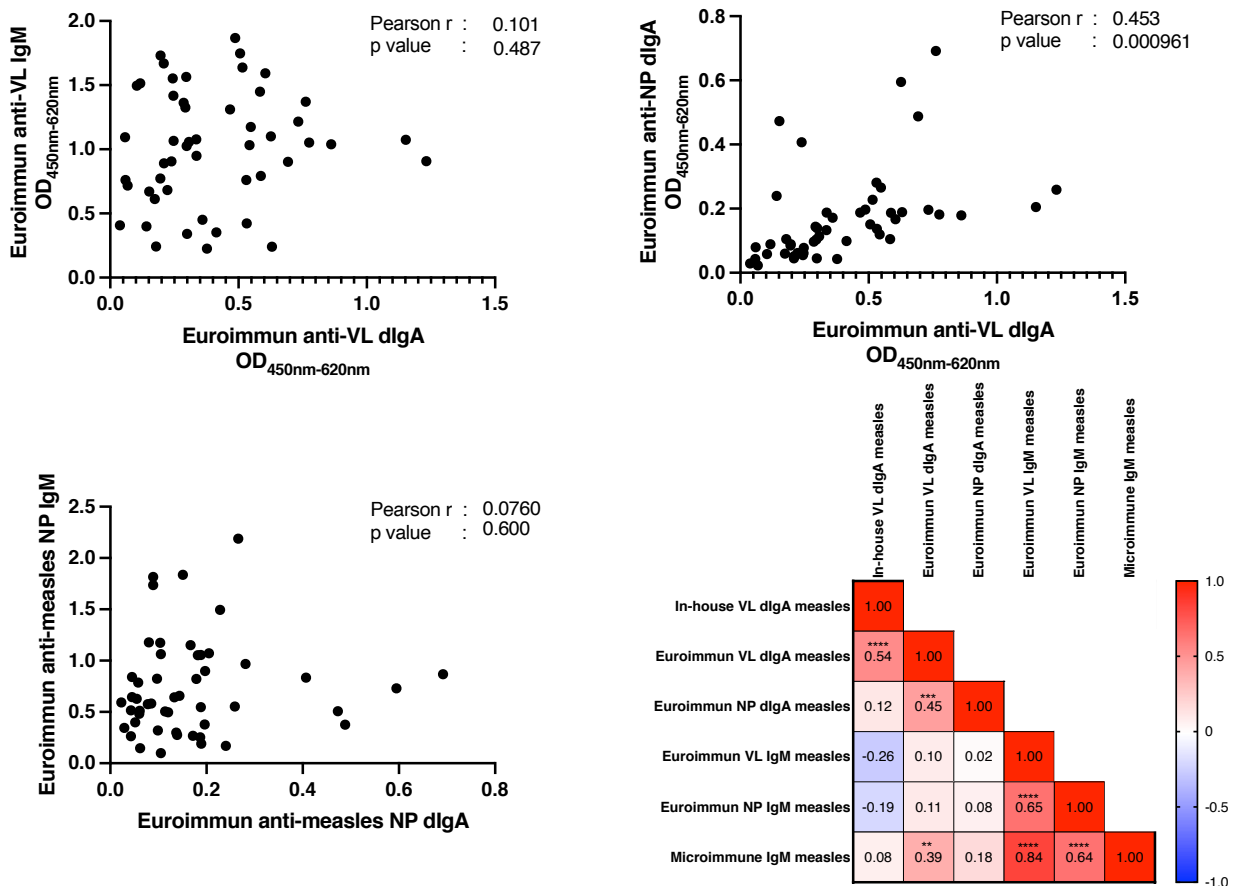 Pearson r : 0.101
p value : 0.487
Euroimmun anti-VL IgM
OD450nm-620nm
2.0
1.5
1.0
0.5
0.0
0.0 0.5 1.0 1.5
Euroimmun anti-VL dIgA
OD450nm-620nm
Pearson r : 0.453
p value : 0.000961
Euroimmun anti-NP dIgA
OD450nm-620nm
0.8
0.6
0.4
0.2
0.0
0.0 0.5 1.0 1.5
Euroimmun anti-VL dIgA
OD450nm-620nm
Pearson r : 0.0760
p value : 0.600
Euroimmun anti-measles NP IgM
2.5
2.0
1.5
1.0
0.5
0.0
0.0 0.2 0.4 0.6 0.8
Euroimmun anti-measles NP dIgA
In-house VL dIgA measles
Euroimmun VL dIgA measles
Euroimmun NP dIgA measles
Euroimmun VL IgM measles
Euroimmun NP IgM measles
Microimmune IgM measles
In-house VL dIgA measles 1.00
****
Euroimmun VL dIgA measles 0.54 1.00
***
Euroimmun NP dIgA measles 0.12 0.45 1.00
Euroimmun VL IgM measles -0.26 0.10 0.02 1.00
****
Euroimmun NP IgM measles -0.19 0.11 0.08 0.65 1.00
** **** ****
Microimmune IgM measles 0.08 0.39 0.18 0.84 0.64 1.00
1.0
0.5
0
-0.5
-1.0